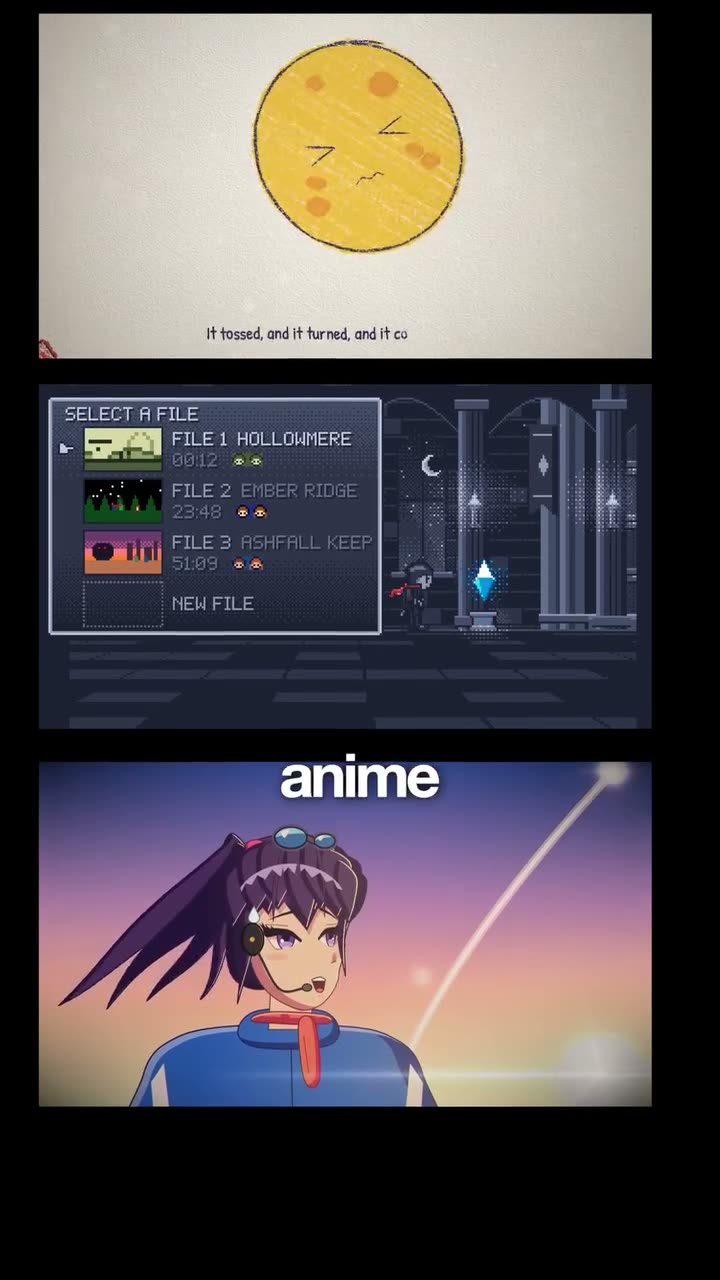 It tossed, and it turned, and it co
SELECT A FILE
FILE 1 HOLLOWMERE
00:12
FILE 2 EMBER RIDGE
23:48
FILE 3 ASHFALL KEEP
51:09
NEW FILE
anime